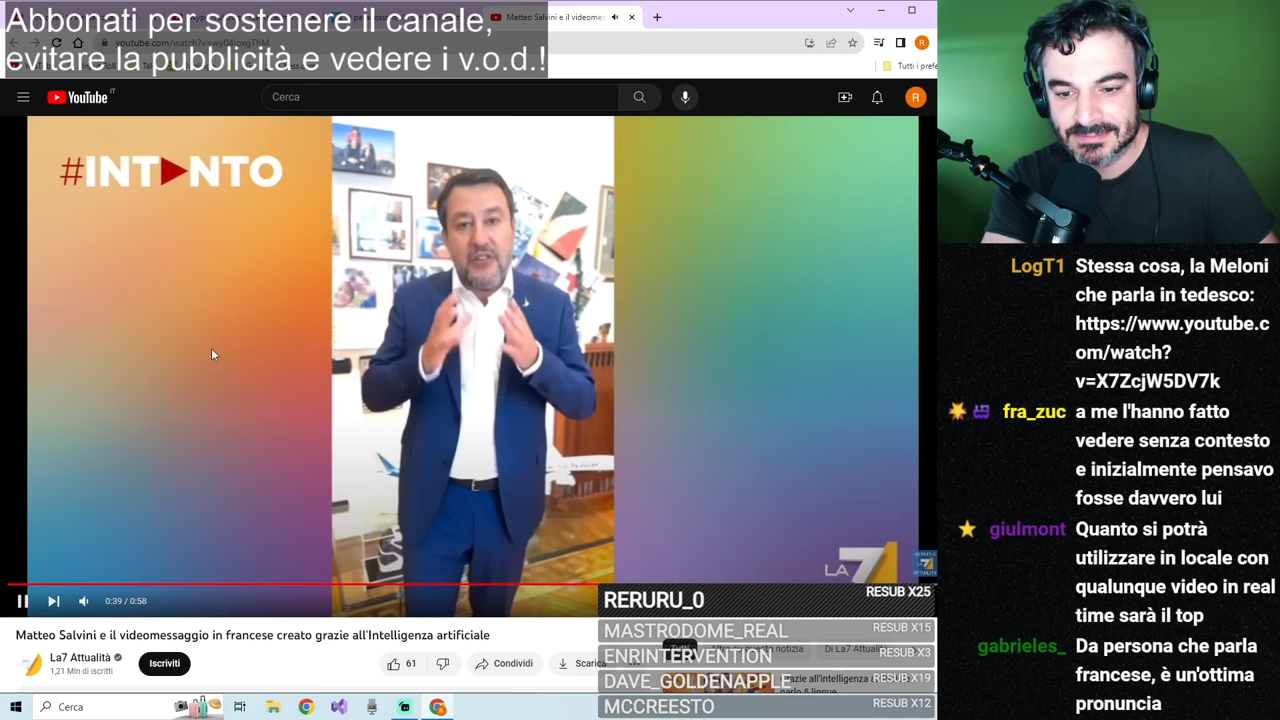 Abbonati per sostenere il canale,
evitare la pubblicità e vedere i v.o.d.!
Matteo Salvini e il videomes
Tutti i prefe
YouTube IT
Cerca
R
#INTANTO
LA7
0:39 / 0:58
Matteo Salvini e il videomessaggio in francese creato grazie all'Intelligenza artificiale
La7 Attualità
1,21 Mln di iscritti
Iscriviti
61
Condividi
Scarica
RERURU_0 RESUB X25
MASTRODOME_REAL RESUB X15
ENRINTERVENTION RESUB X3
DAVE_GOLDENAPPLE RESUB X19
MCCREESTO RESUB X12
Cerca
LogT1 Stessa cosa, la Meloni
che parla in tedesco:
https://www.youtube.c
om/watch?
v=X7ZcjW5DV7k
fra_zuc a me l'hanno fatto
vedere senza contesto
e inizialmente pensavo
fosse davvero lui
giulmont Quanto si potrà
utilizzare in locale con
qualunque video in real
time sarà il top
gabrieles_ Da persona che parla
francese, è un'ottima
pronuncia